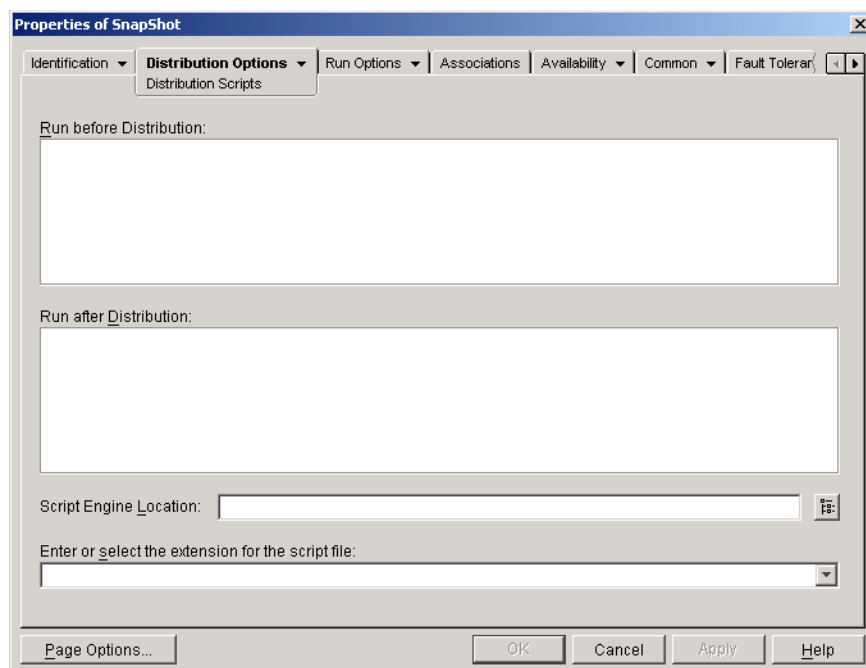 Properties of SnapShot
Identification Distribution Options Run Options Associations Availability Common Fault Toleran
Distribution Scripts
Run before Distribution:
Run after Distribution:
Script Engine Location:
Enter or select the extension for the script file:
Page Options... OK Cancel Apply Help